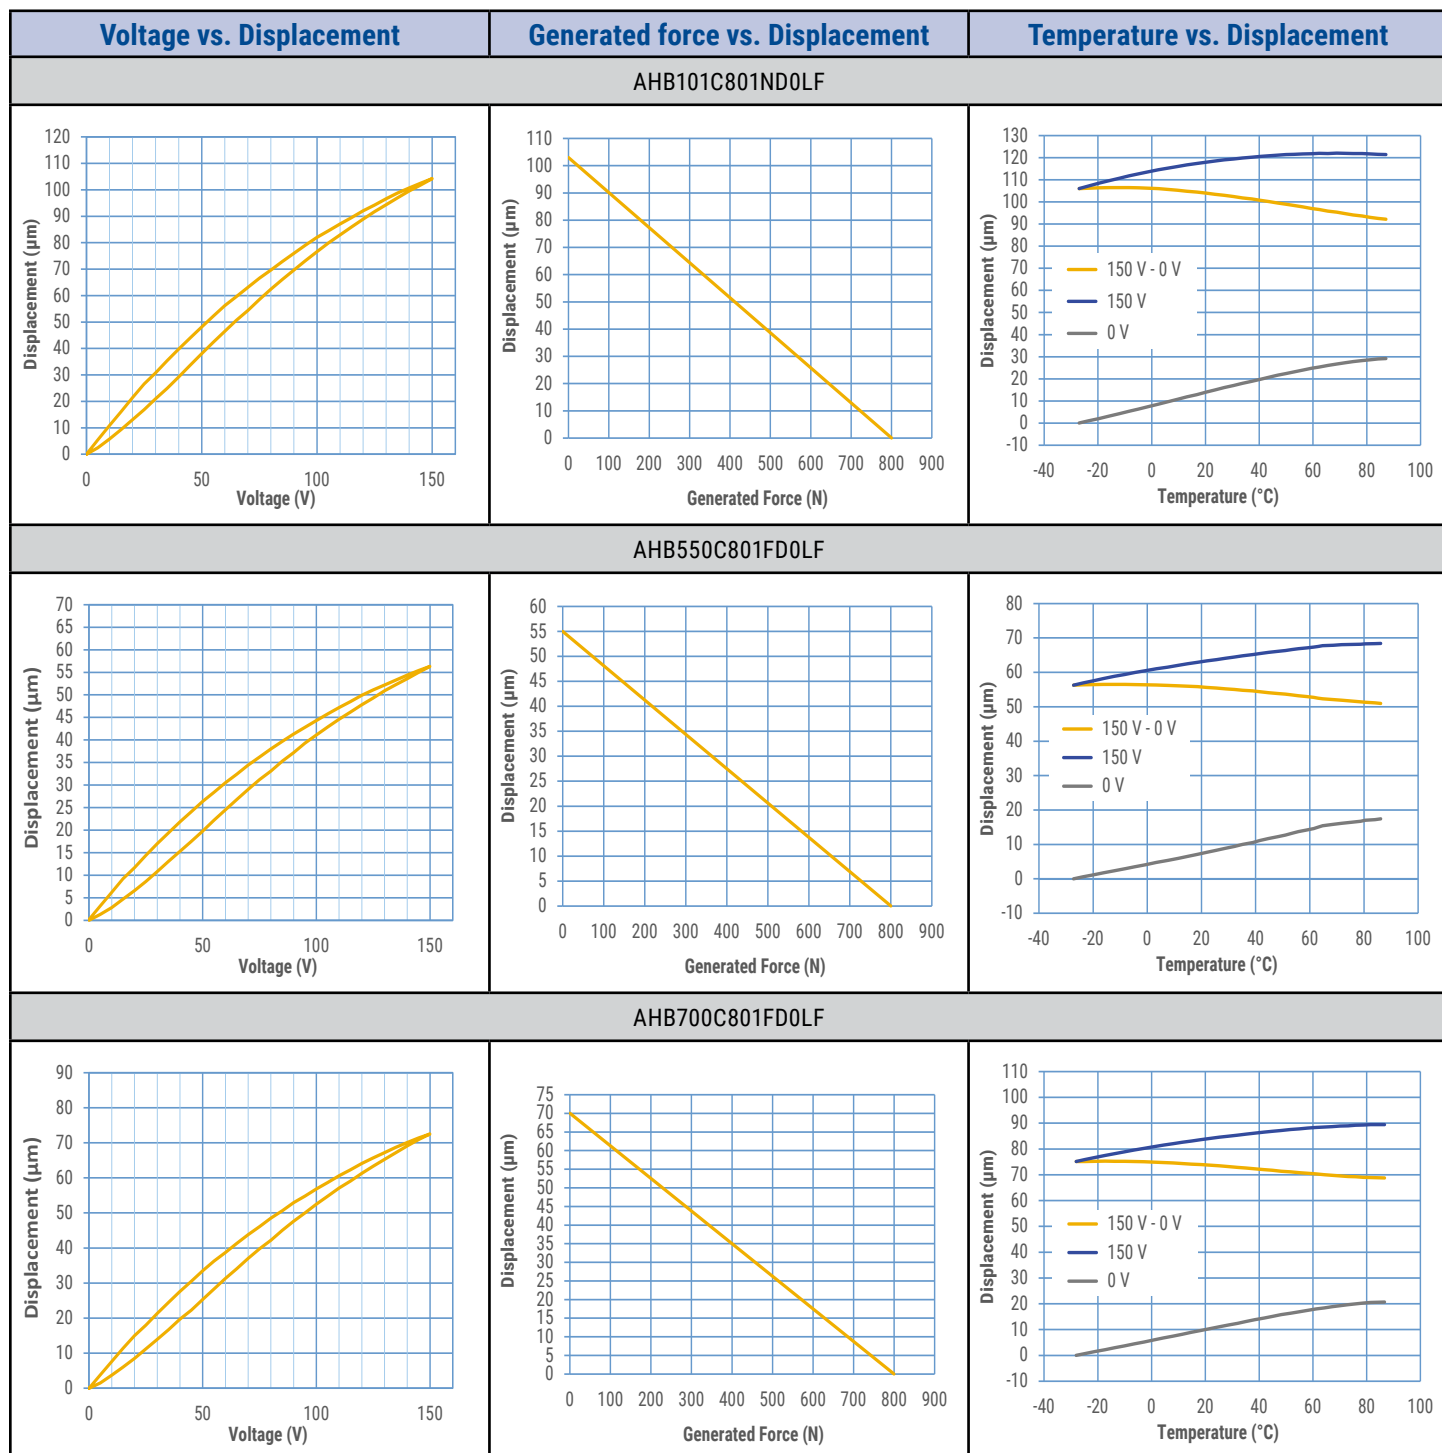 Voltage vs. Displacement
Generated force vs. Displacement
Temperature vs. Displacement
AHB101C801ND0LF
Displacement (µm)
120
110
100
90
80
70
60
50
40
30
20
10
0
0 50 100 150
Voltage (V)
Displacement (µm)
110
100
90
80
70
60
50
40
30
20
10
0
0 100 200 300 400 500 600 700 800 900
Generated Force (N)
Displacement (µm)
130
120
110
100
90
80
70
60
50
40
30
20
10
0
-10
150 V - 0 V
150 V
0 V
-40 -20 0 20 40 60 80 100
Temperature (°C)
AHB550C801FD0LF
Displacement (µm)
70
65
60
55
50
45
40
35
30
25
20
15
10
5
0
0 50 100 150
Voltage (V)
Displacement (µm)
60
55
50
45
40
35
30
25
20
15
10
5
0
0 100 200 300 400 500 600 700 800 900
Generated Force (N)
Displacement (µm)
80
70
60
50
40
30
20
10
0
-10
150 V - 0 V
150 V
0 V
-40 -20 0 20 40 60 80 100
Temperature (°C)
AHB700C801FD0LF
Displacement (µm)
90
80
70
60
50
40
30
20
10
0
0 50 100 150
Voltage (V)
Displacement (µm)
75
70
65
60
55
50
45
40
35
30
25
20
15
10
5
0
0 100 200 300 400 500 600 700 800 900
Generated Force (N)
Displacement (µm)
110
100
90
80
70
60
50
40
30
20
10
0
-10
150 V - 0 V
150 V
0 V
-40 -20 0 20 40 60 80 100
Temperature (°C)